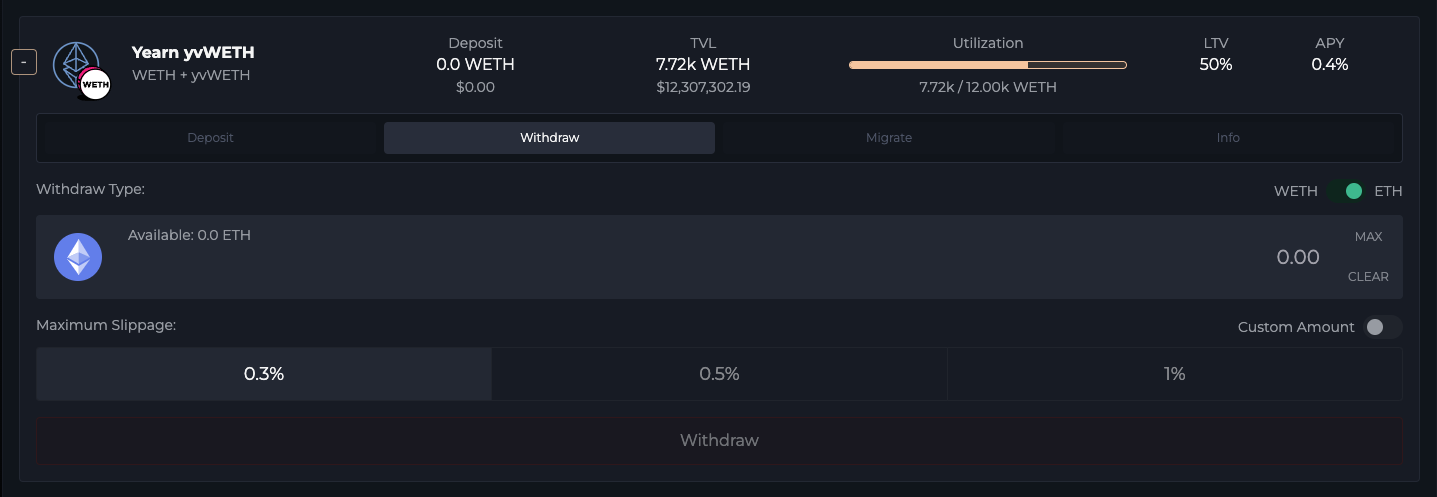 -
WETH
Yearn yvWETH
WETH + yvWETH
Deposit
0.0 WETH
$0.00
TVL
7.72k WETH
$12,307,302.19
Utilization
7.72k / 12.00k WETH
LTV
50%
APY
0.4%
Deposit
Withdraw
Migrate
Info
Withdraw Type:
WETH
ETH
Available: 0.0 ETH
0.00
MAX
CLEAR
Maximum Slippage:
Custom Amount
0.3%
0.5%
1%
Withdraw